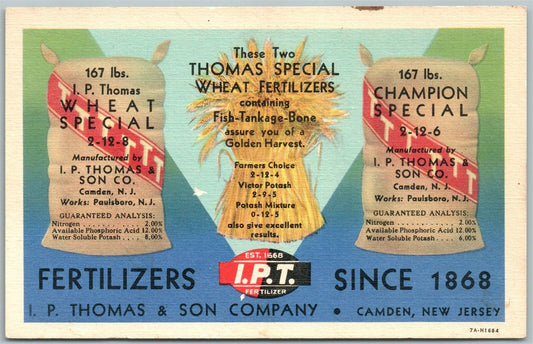 167 lbs.
I. P. Thomas
WHEAT
SPECIAL
2-12-8
Manufactured by
I. P. THOMAS &
SON CO.
Camden, N. J.
Works: Paulsboro, N.J.
GUARANTEED ANALYSIS:
Nitrogen 2.00%
Available Phosphoric Acid 12.00%
Water Soluble Potash 8.00%
These Two
THOMAS SPECIAL
WHEAT FERTILIZERS
containing
Fish-Tankage-Bone
assure you of a
Golden Harvest.
Farmers Choice
2-12-4
Victor Potash
2-9-5
Potash Mixture
0-12-5
also give excellent
results.
167 lbs.
CHAMPION
SPECIAL
2-12-6
Manufactured by
I. P. THOMAS &
SON CO.
Camden, N. J.
Works: Paulsboro, N.J.
GUARANTEED ANALYSIS:
Nitrogen 2.00%
Available Phosphoric Acid 12.00%
Water Soluble Potash 6.00%
EST. 1868
I.P.T.
FERTILIZER
FERTILIZERS SINCE 1868
I. P. THOMAS & SON COMPANY • CAMDEN, NEW JERSEY
7A-H1684